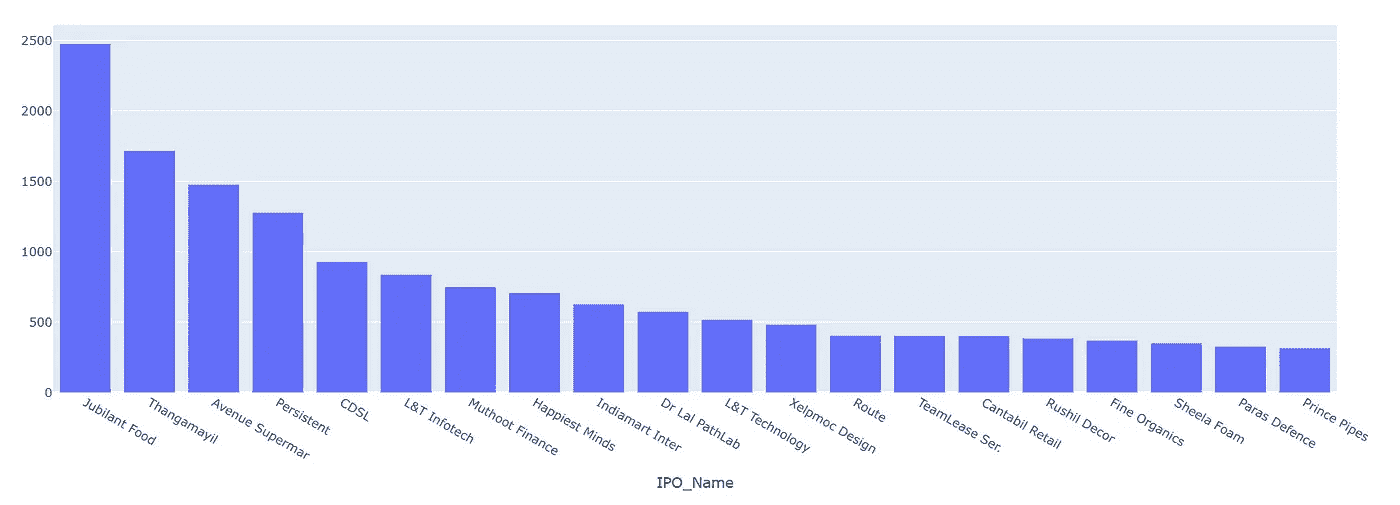 2500
2000
1500
1000
500
0
Jubilant Food
Thangamayil
Avenue Supermar
Persistent
CDSL
L&T Infotech
Muthoot Finance
Happiest Minds
Indiamart Inter
Dr Lal PathLab
L&T Technology
Xelpmoc Design
Route
TeamLease Ser.
Cantabil Retail
Rushil Decor
Fine Organics
Sheela Foam
Paras Defence
Prince Pipes
IPO_Name